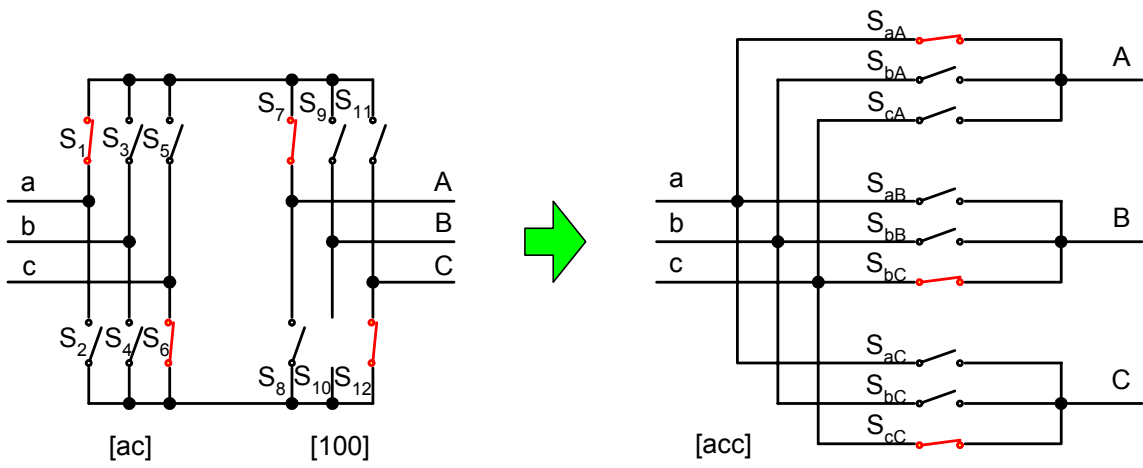 S7 S9 S11
S1 S3 S5
a
b
c
A
B
C
S2 S4 S6
S8 S10 S12
[ac]
[100]
SaA
SbA
ScA
A
a
b
c
SaB
SbB
SbC
B
SaC
SbC
ScC
C
[acc]